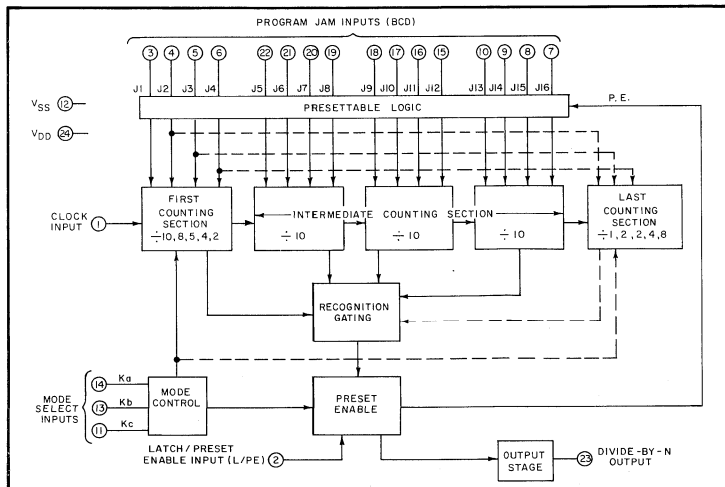 PROGRAM JAM INPUTS (BCD)
3 4 5 6 22 21 20 19 18 17 16 15 10 9 8 7
J1 J2 J3 J4 J5 J6 J7 J8 J9 J10 J11 J12 J13 J14 J15 J16
P.E.
PRESETTABLE LOGIC
VSS 12
VDD 24
CLOCK INPUT 1
FIRST
COUNTING
SECTION
÷10,8,5,4,2
INTERMEDIATE COUNTING SECTION
÷10 ÷10 ÷10
LAST
COUNTING
SECTION
÷1,2,2,4,8
RECOGNITION
GATING
MODE
SELECT
INPUTS
14 Ka
13 Kb
11 Kc
MODE
CONTROL
PRESET
ENABLE
LATCH / PRESET
ENABLE INPUT (L/PE) 2
OUTPUT
STAGE
23 DIVIDE-BY-N
OUTPUT